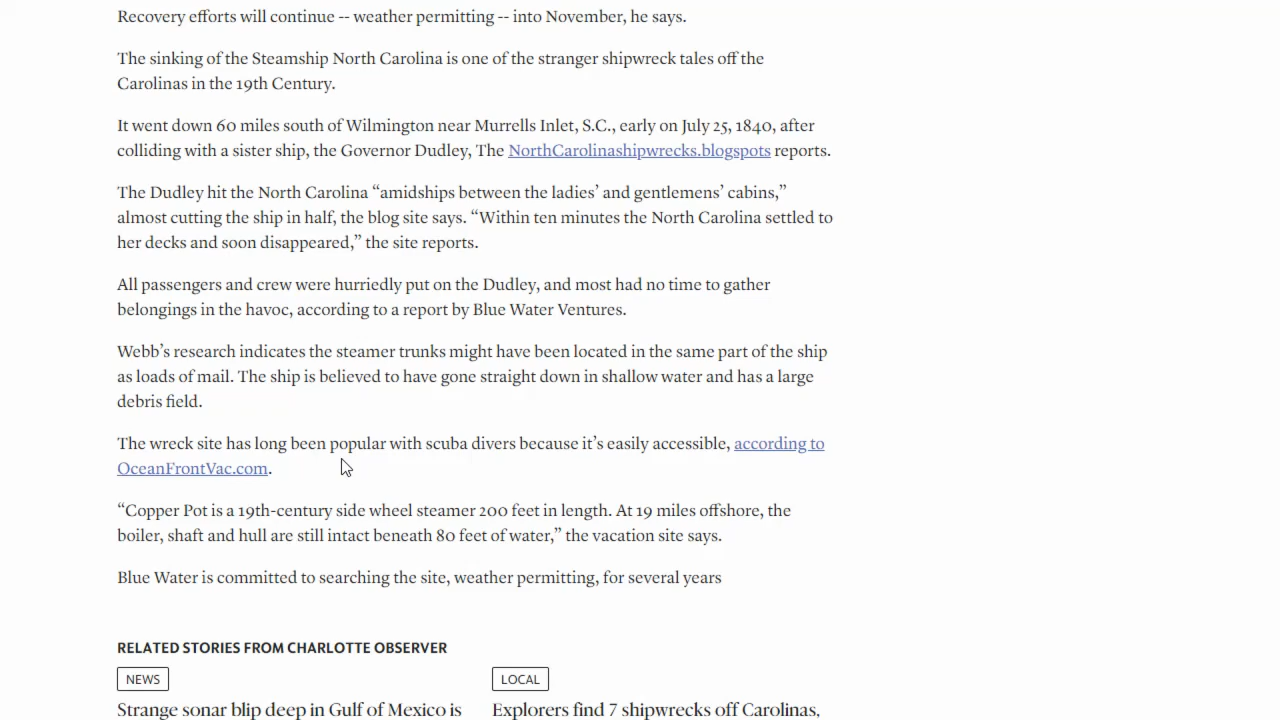 Recovery efforts will continue -- weather permitting -- into November, he says.
The sinking of the Steamship North Carolina is one of the stranger shipwreck tales off the
Carolinas in the 19th Century.
It went down 60 miles south of Wilmington near Murrells Inlet, S.C., early on July 25, 1840, after
colliding with a sister ship, the Governor Dudley, The NorthCarolinashipwrecks.blogspots reports.
The Dudley hit the North Carolina “amidships between the ladies’ and gentlemens’ cabins,”
almost cutting the ship in half, the blog site says. “Within ten minutes the North Carolina settled to
her decks and soon disappeared,” the site reports.
All passengers and crew were hurriedly put on the Dudley, and most had no time to gather
belongings in the havoc, according to a report by Blue Water Ventures.
Webb’s research indicates the steamer trunks might have been located in the same part of the ship
as loads of mail. The ship is believed to have gone straight down in shallow water and has a large
debris field.
The wreck site has long been popular with scuba divers because it’s easily accessible, according to
OceanFrontVac.com.
“Copper Pot is a 19th-century side wheel steamer 200 feet in length. At 19 miles offshore, the
boiler, shaft and hull are still intact beneath 80 feet of water,” the vacation site says.
Blue Water is committed to searching the site, weather permitting, for several years
RELATED STORIES FROM CHARLOTTE OBSERVER
NEWS
Strange sonar blip deep in Gulf of Mexico is
LOCAL
Explorers find 7 shipwrecks off Carolinas,